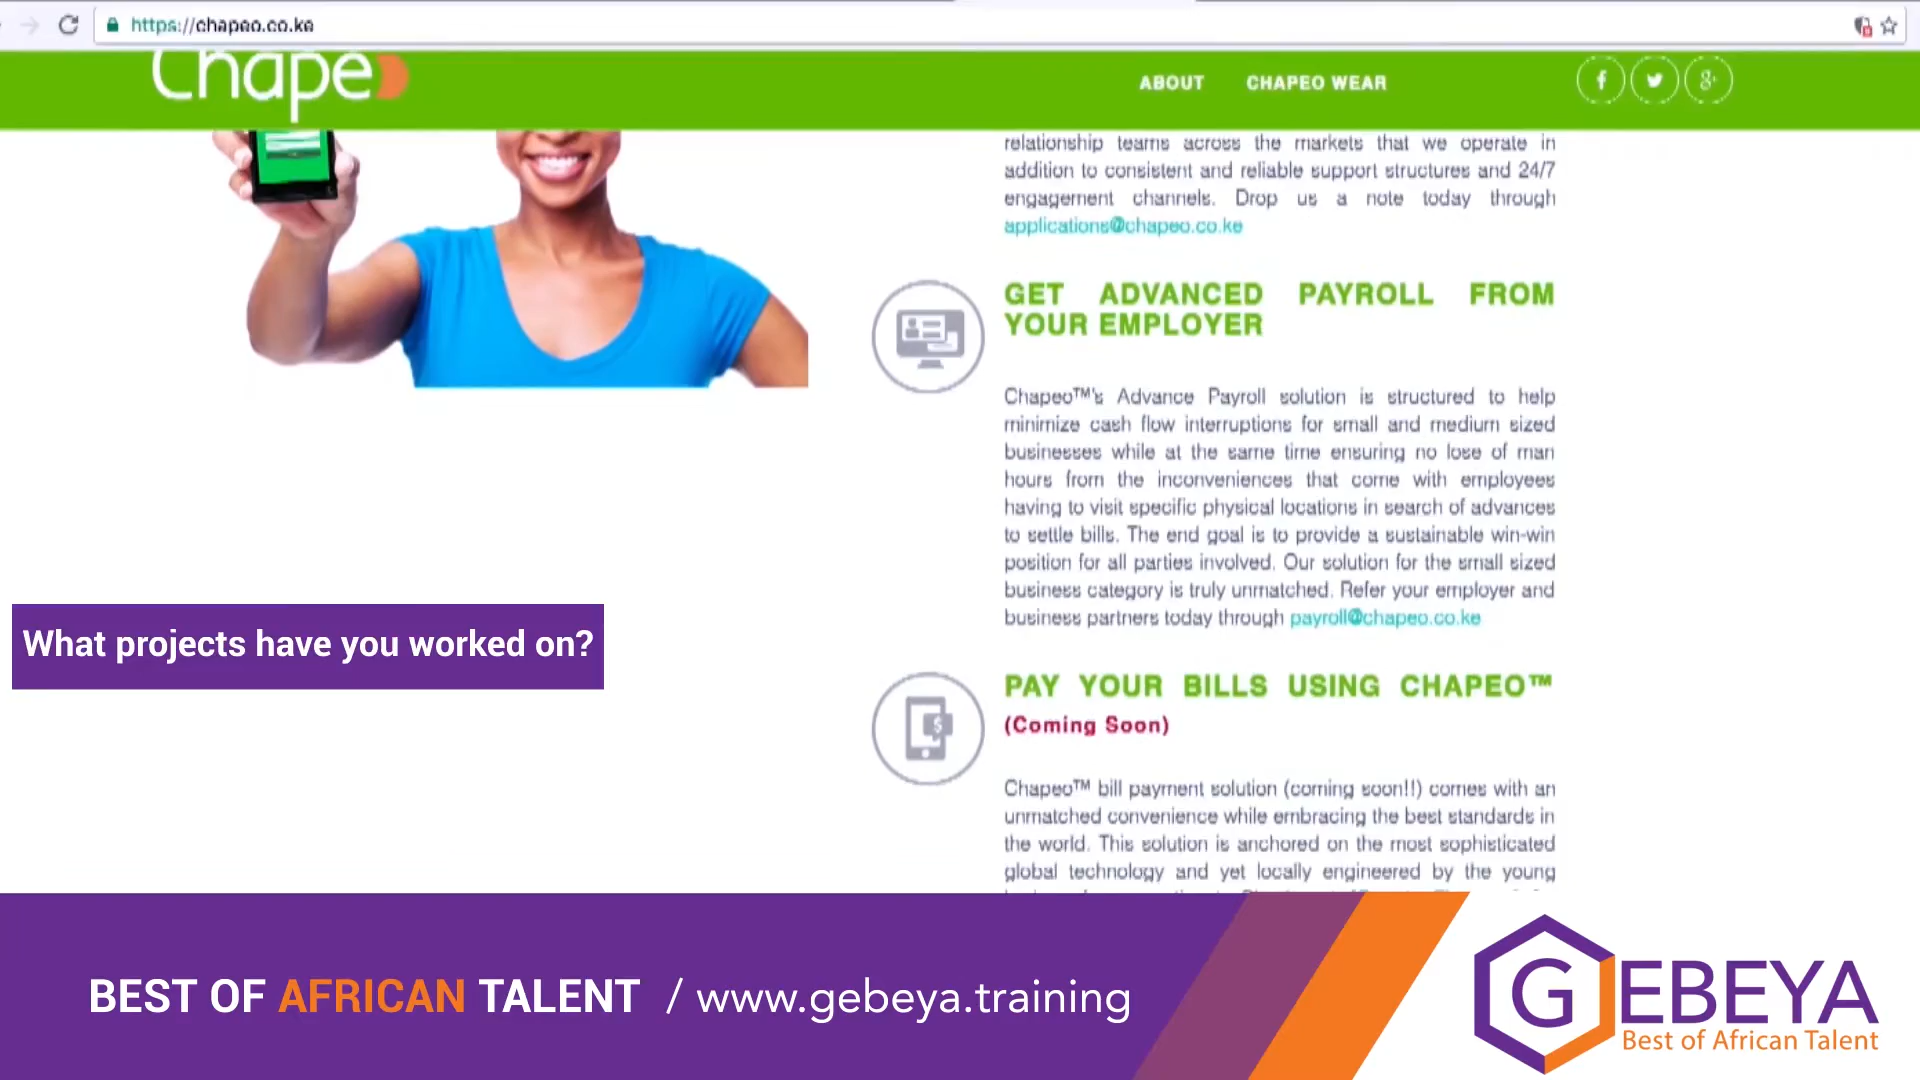 https://chapeo.co.ke
Chapeo
ABOUT
CHAPEO WEAR
relationship teams across the markets that we operate in
addition to consistent and reliable support structures and 24/7
engagement channels. Drop us a note today through
applications@chapeo.co.ke
GET ADVANCED PAYROLL FROM
YOUR EMPLOYER
Chapeo™'s Advance Payroll solution is structured to help
minimize cash flow interruptions for small and medium sized
businesses while at the same time ensuring no lose of man
hours from the inconveniences that come with employees
having to visit specific physical locations in search of advances
to settle bills. The end goal is to provide a sustainable win-win
position for all parties involved. Our solution for the small sized
business category is truly unmatched. Refer your employer and
business partners today through payroll@chapeo.co.ke
What projects have you worked on?
PAY YOUR BILLS USING CHAPEO™
(Coming Soon)
Chapeo™ bill payment solution (coming soon!!) comes with an
unmatched convenience while embracing the best standards in
the world. This solution is anchored on the most sophisticated
global technology and yet locally engineered by the young
BEST OF AFRICAN TALENT / www.gebeya.training
GEBEYA
Best of African Talent